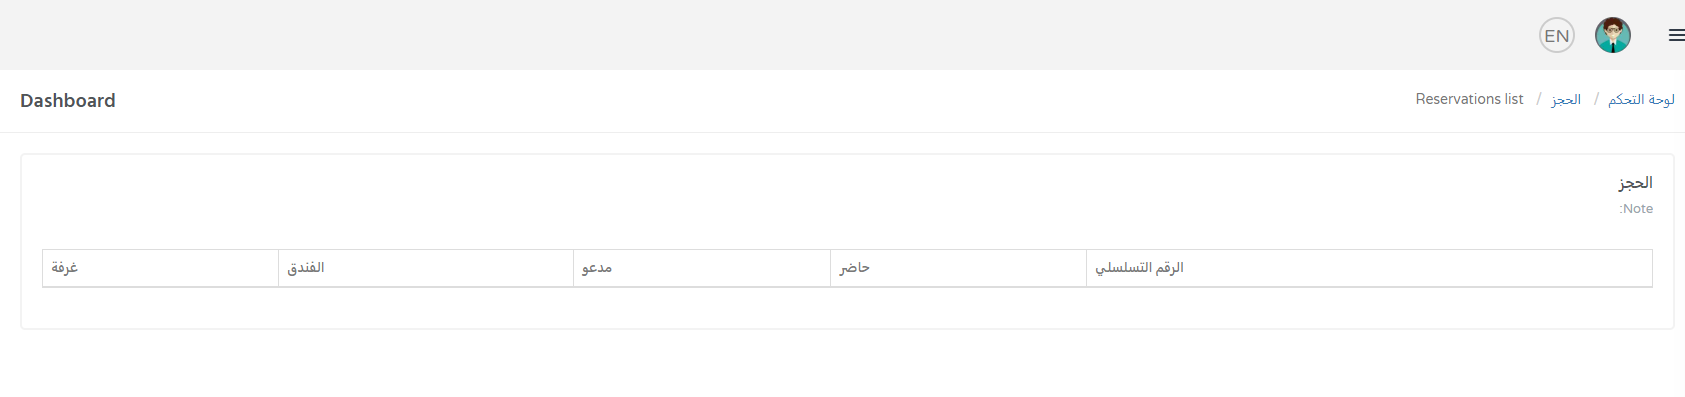 EN
لوحة التحكم / الحجز / Reservations list
Dashboard
الحجز
Note:
الرقم التسلسلي
حاضر
مدعو
الفندق
غرفة